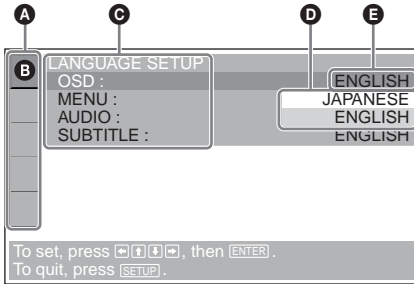 A C D E
B LANGUAGE SETUP
OSD : ENGLISH
MENU : JAPANESE
AUDIO : ENGLISH
SUBTITLE : ENGLISH
To set, press ←↑↓→, then ENTER.
To quit, press SETUP.